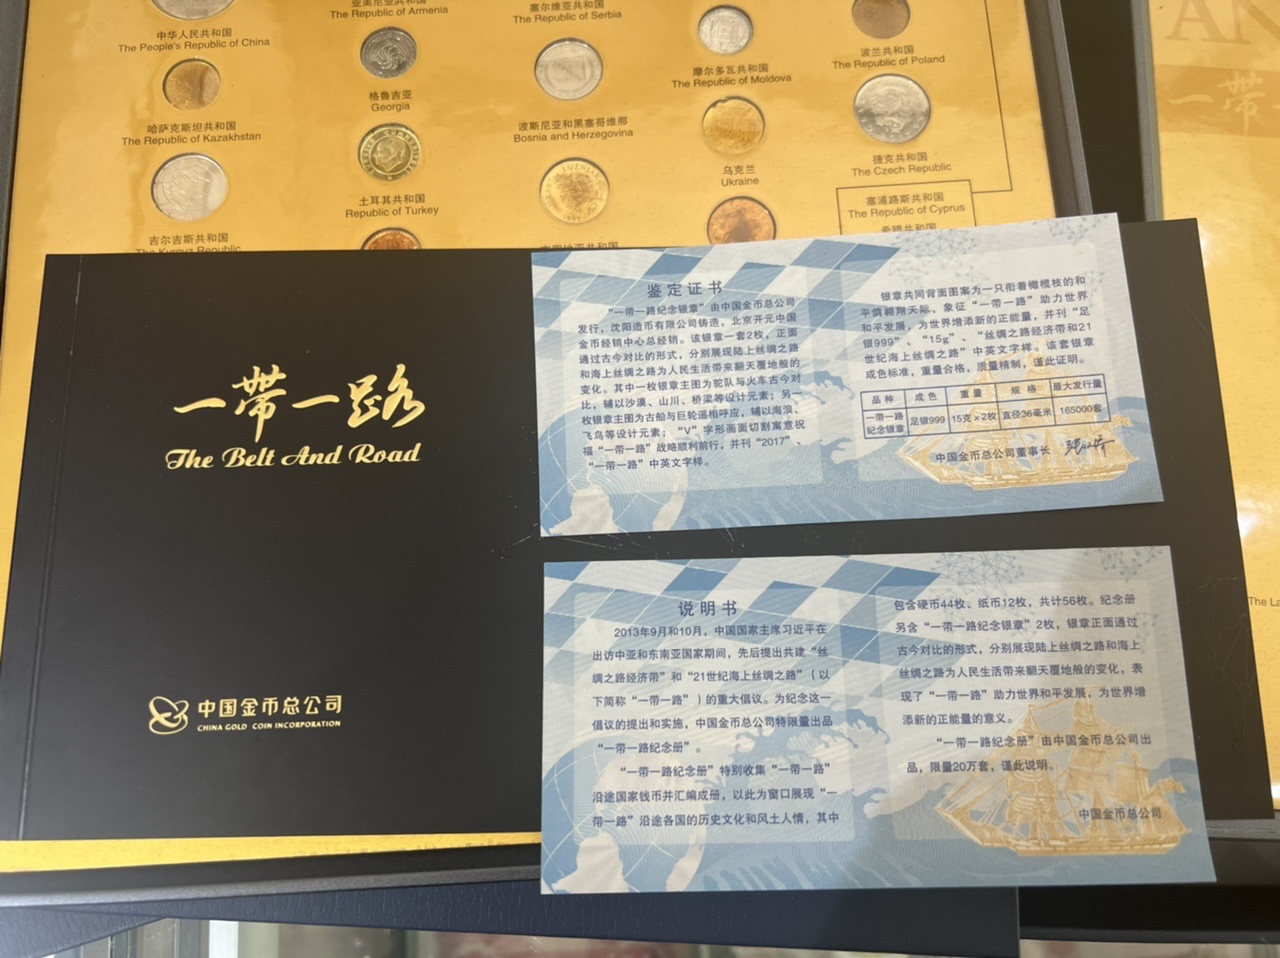 亚美尼亚共和国
The Republic of Armenia
塞尔维亚共和国
The Republic of Serbia
中华人民共和国
The People's Republic of China
摩尔多瓦共和国
The Republic of Moldova
波兰共和国
The Republic of Poland
格鲁吉亚
Georgia
哈萨克斯坦共和国
The Republic of Kazakhstan
波斯尼亚和黑塞哥维那
Bosnia and Herzegovina
乌克兰
Ukraine
捷克共和国
The Czech Republic
土耳其共和国
Republic of Turkey
塞浦路斯共和国
The Republic of Cyprus
吉尔吉斯共和国
The Kyrgyz Republic
一带
AN
The La
一带一路
The Belt And Road
中国金币总公司
CHINA GOLD COIN INCORPORATION
鉴定证书
“一带一路纪念银章”由中国金币总公司
发行，沈阳造币有限公司铸造，北京开元中国
金币经销中心总经销。该银章一套2枚，正面
通过古今对比的形式，分别展现陆上丝绸之路
和海上丝绸之路为人民生活带来翻天覆地般的
变化。其中一枚银章主图为驼队与火车古今对
比，辅以沙漠、山川、桥梁等设计元素；另一
枚银章主图为古船与巨轮遥相呼应，辅以海浪、
飞鸟等设计元素；“V”字形画面切割寓意祝
福“一带一路”战略顺利前行，并刊“2017”、
“一带一路”中英文字样。
银章共同背面图案为一只衔着橄榄枝的和
平鸽翱翔天际，象征“一带一路”助力世界
和平发展，为世界增添新的正能量，并刊“足
银999”、“15g”、“丝绸之路经济带和21
世纪海上丝绸之路”中英文字样。该套银章
成色标准，重量合格，质量精制，谨此证明。
品种 成色 重量 规格 最大发行量
一带一路纪念银章 足银999 15克×2枚 直径36毫米 165000套
中国金币总公司董事长
说明书
2013年9月和10月，中国国家主席习近平在
出访中亚和东南亚国家期间，先后提出共建“丝
绸之路经济带”和“21世纪海上丝绸之路”（以
下简称“一带一路”）的重大倡议。为纪念这一
倡议的提出和实施，中国金币总公司特限量出品
“一带一路纪念册”。
“一带一路纪念册”特别收集“一带一路”
沿途国家钱币并汇编成册，以此为窗口展现“一
带一路”沿途各国的历史文化和风土人情，其中
包含硬币44枚、纸币12枚，共计56枚。纪念册
另含“一带一路纪念银章”2枚，银章正面通过
古今对比的形式，分别展现陆上丝绸之路和海上
丝绸之路为人民生活带来翻天覆地般的变化，表
现了“一带一路”助力世界和平发展，为世界增
添新的正能量的意义。
“一带一路纪念册”由中国金币总公司出
品，限量20万套，谨此说明。
中国金币总公司